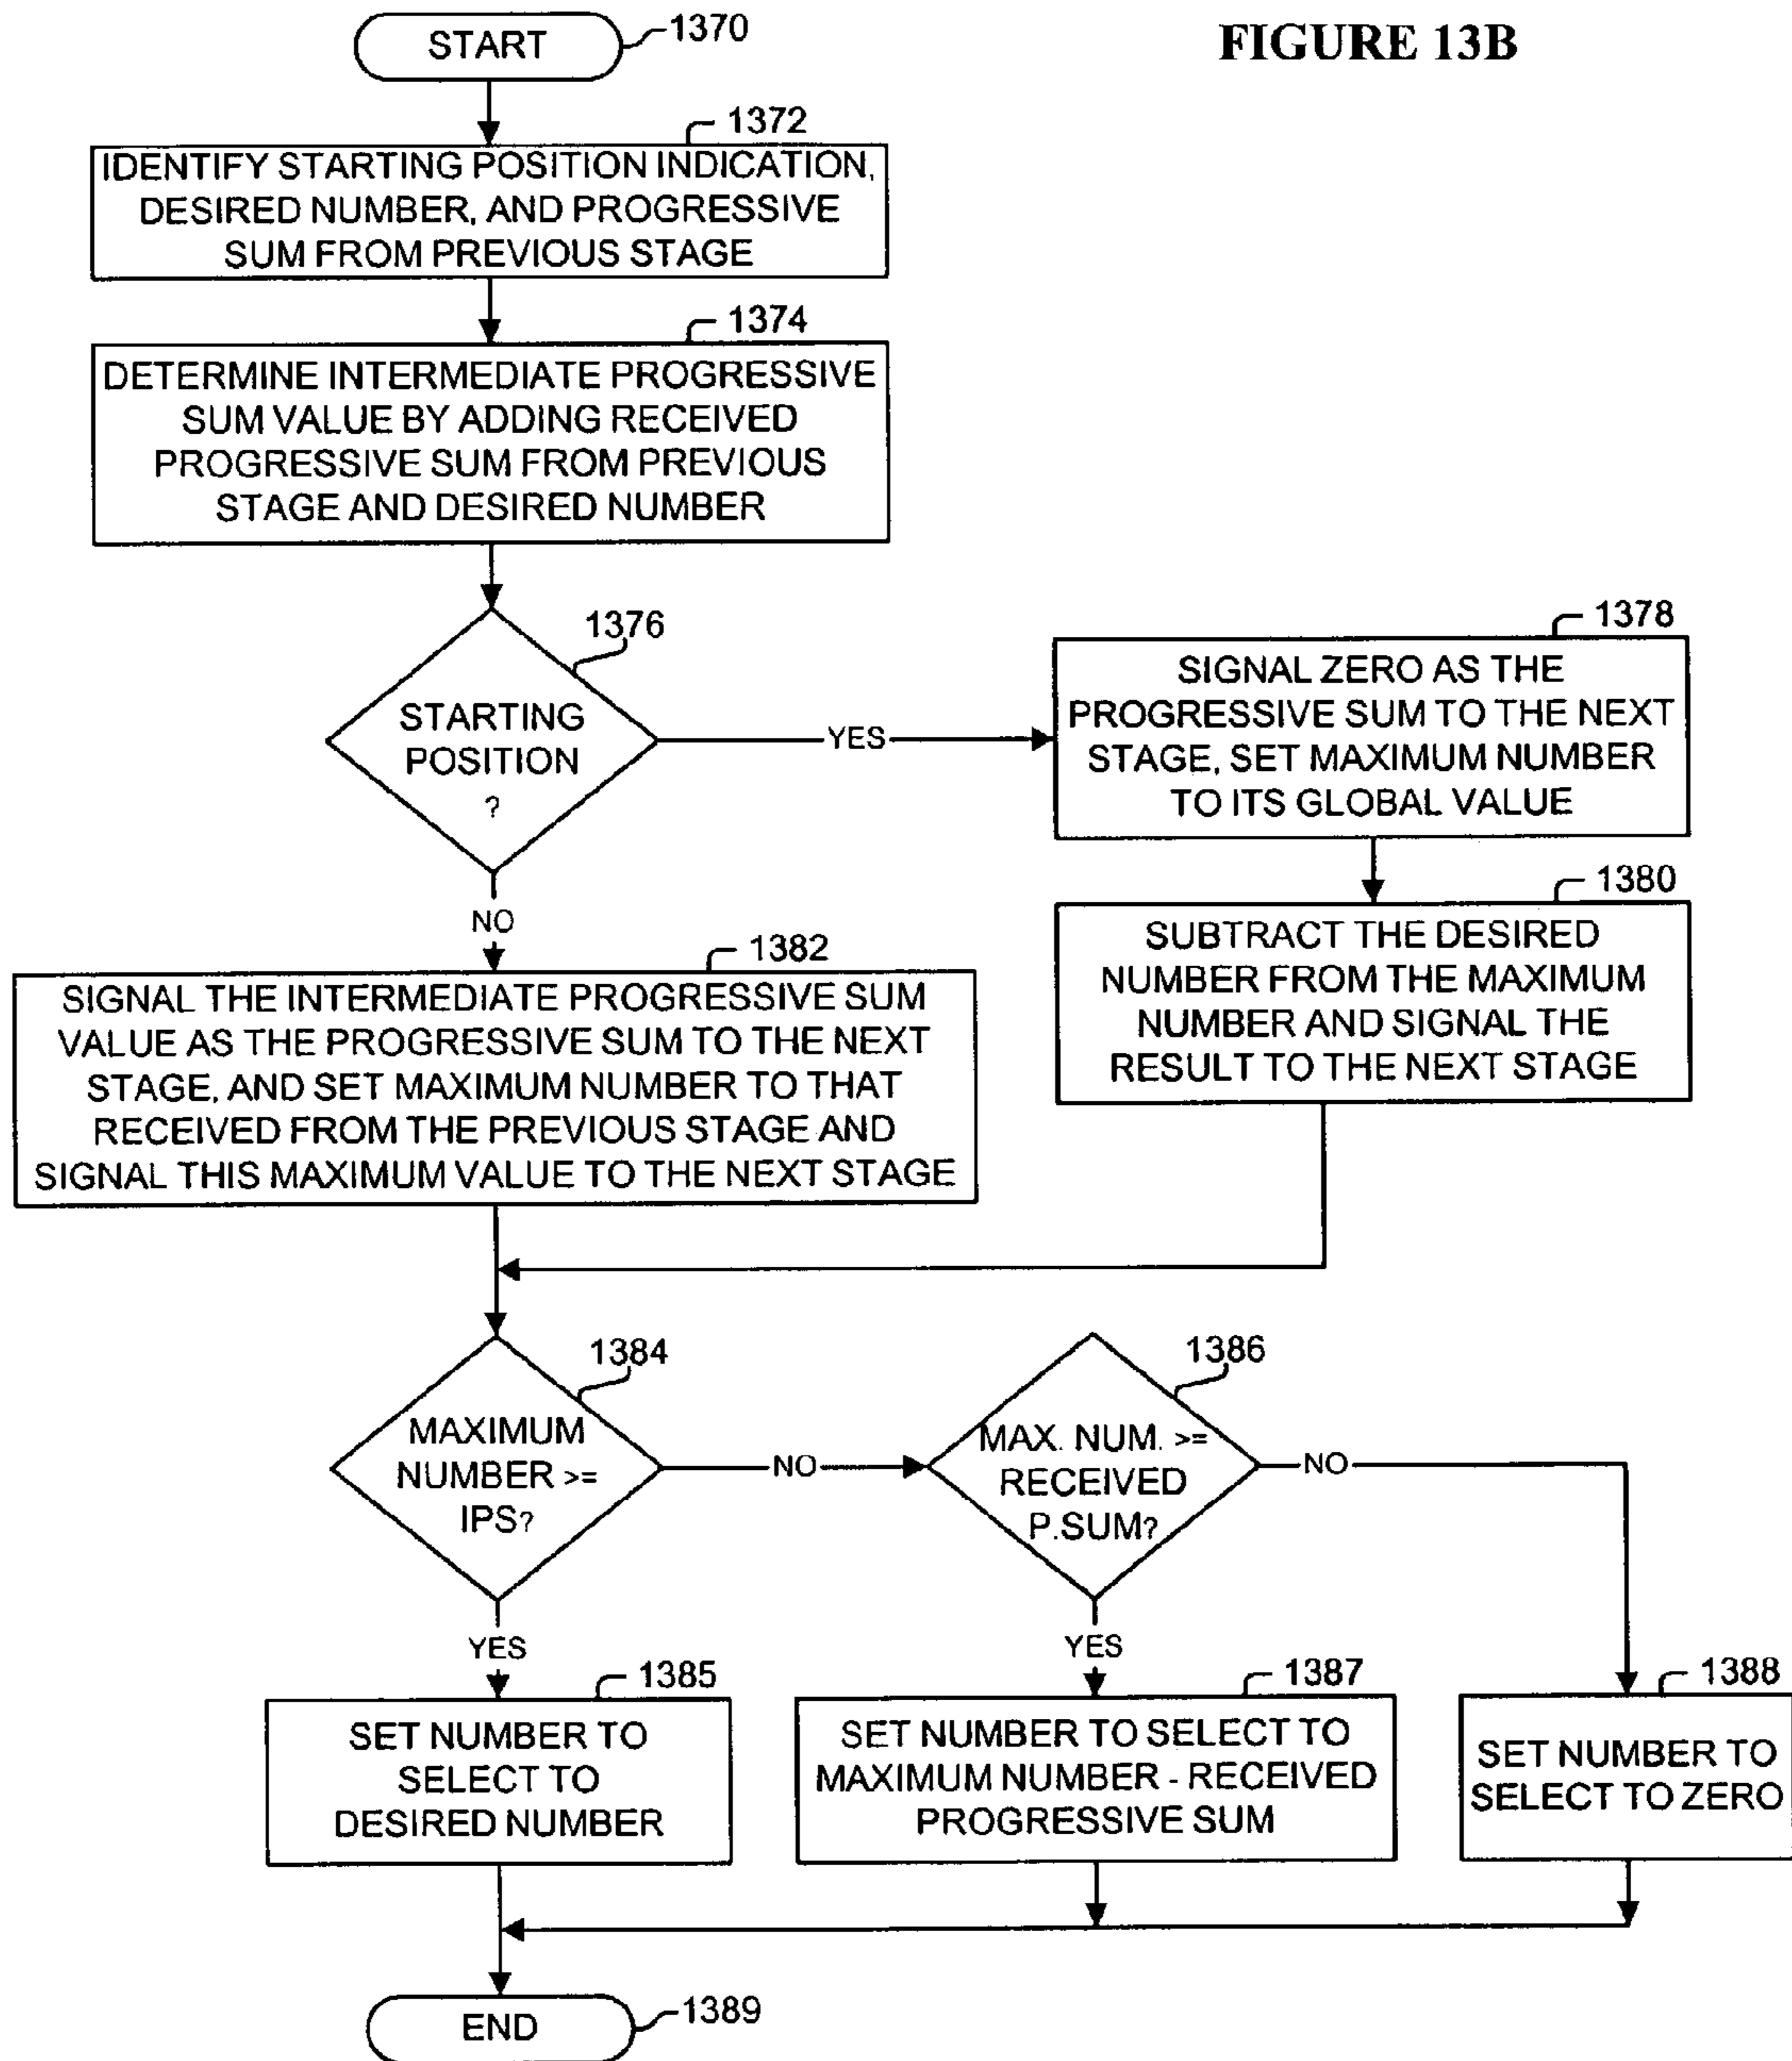 FIGURE 13B
START
1370
1372
IDENTIFY STARTING POSITION INDICATION,
DESIRED NUMBER, AND PROGRESSIVE
SUM FROM PREVIOUS STAGE
1374
DETERMINE INTERMEDIATE PROGRESSIVE
SUM VALUE BY ADDING RECEIVED
PROGRESSIVE SUM FROM PREVIOUS
STAGE AND DESIRED NUMBER
1376
STARTING
POSITION
?
YES
1378
SIGNAL ZERO AS THE
PROGRESSIVE SUM TO THE NEXT
STAGE, SET MAXIMUM NUMBER
TO ITS GLOBAL VALUE
1380
SUBTRACT THE DESIRED
NUMBER FROM THE MAXIMUM
NUMBER AND SIGNAL THE
RESULT TO THE NEXT STAGE
NO
1382
SIGNAL THE INTERMEDIATE PROGRESSIVE SUM
VALUE AS THE PROGRESSIVE SUM TO THE NEXT
STAGE, AND SET MAXIMUM NUMBER TO THAT
RECEIVED FROM THE PREVIOUS STAGE AND
SIGNAL THIS MAXIMUM VALUE TO THE NEXT STAGE
1384
MAXIMUM
NUMBER >=
IPS?
NO
1386
MAX. NUM. >=
RECEIVED
P.SUM?
NO
YES
1385
SET NUMBER TO
SELECT TO
DESIRED NUMBER
YES
1387
SET NUMBER TO SELECT TO
MAXIMUM NUMBER - RECEIVED
PROGRESSIVE SUM
1388
SET NUMBER TO
SELECT TO ZERO
END
1389